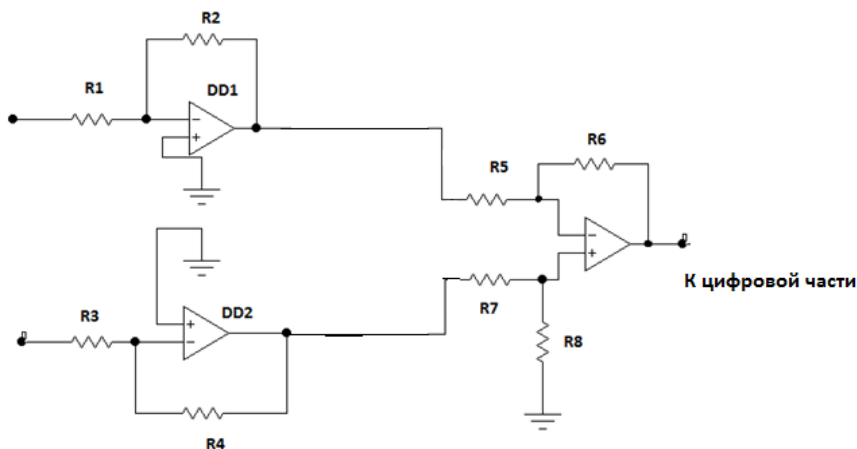 R2
R1
DD1
R5
R6
К цифровой части
R7
R3
DD2
R8
R4